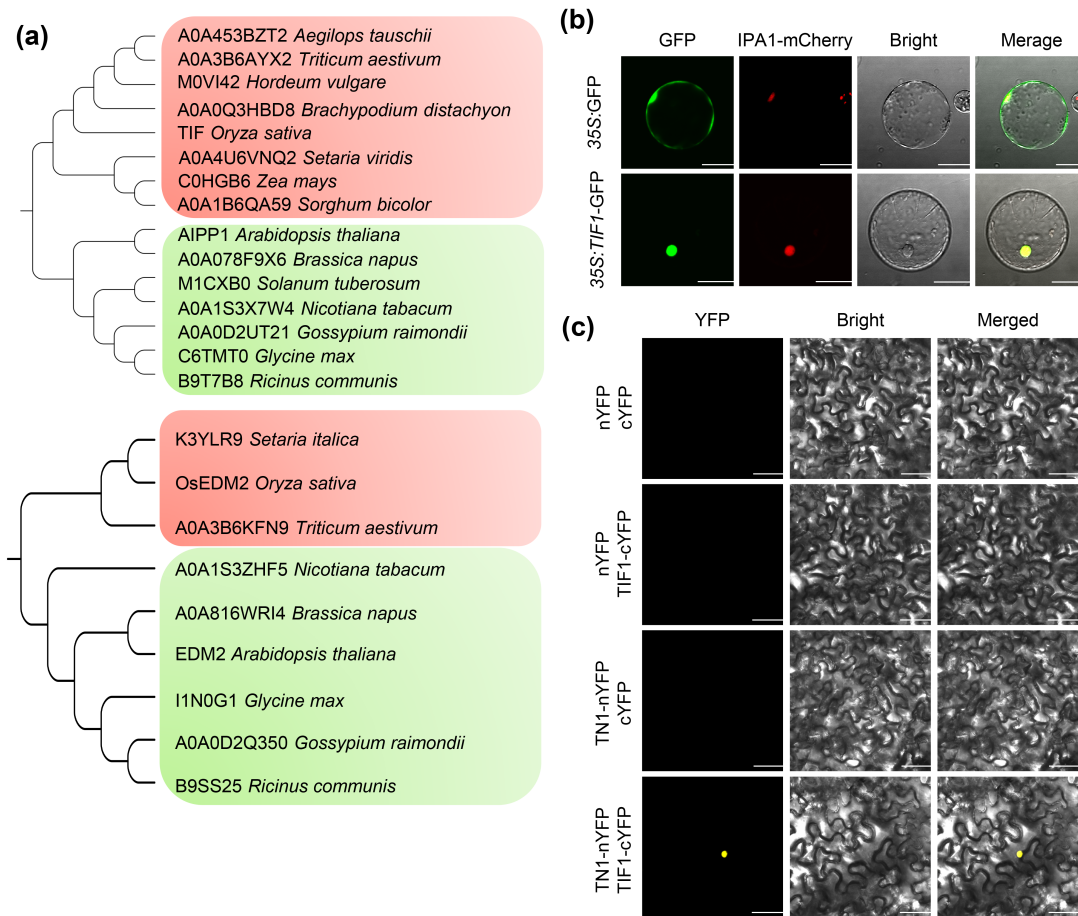 (a)
A0A453BZT2 Aegilops tauschii
A0A3B6AYX2 Triticum aestivum
M0VI42 Hordeum vulgare
A0A0Q3HBD8 Brachypodium distachyon
TIF Oryza sativa
A0A4U6VNQ2 Setaria viridis
C0HGB6 Zea mays
A0A1B6QA59 Sorghum bicolor
AIPP1 Arabidopsis thaliana
A0A078F9X6 Brassica napus
M1CXB0 Solanum tuberosum
A0A1S3X7W4 Nicotiana tabacum
A0A0D2UT21 Gossypium raimondii
C6TMT0 Glycine max
B9T7B8 Ricinus communis
K3YLR9 Setaria italica
OsEDM2 Oryza sativa
A0A3B6KFN9 Triticum aestivum
A0A1S3ZHF5 Nicotiana tabacum
A0A816WRI4 Brassica napus
EDM2 Arabidopsis thaliana
I1N0G1 Glycine max
A0A0D2Q350 Gossypium raimondii
B9SS25 Ricinus communis
(b)
GFP IPA1-mCherry Bright Merage
35S:GFP
35S:TIF1-GFP
(c)
YFP Bright Merged
nYFP
cYFP
nYFP
TIF1-cYFP
TN1-nYFP
cYFP
TN1-nYFP
TIF1-cYFP